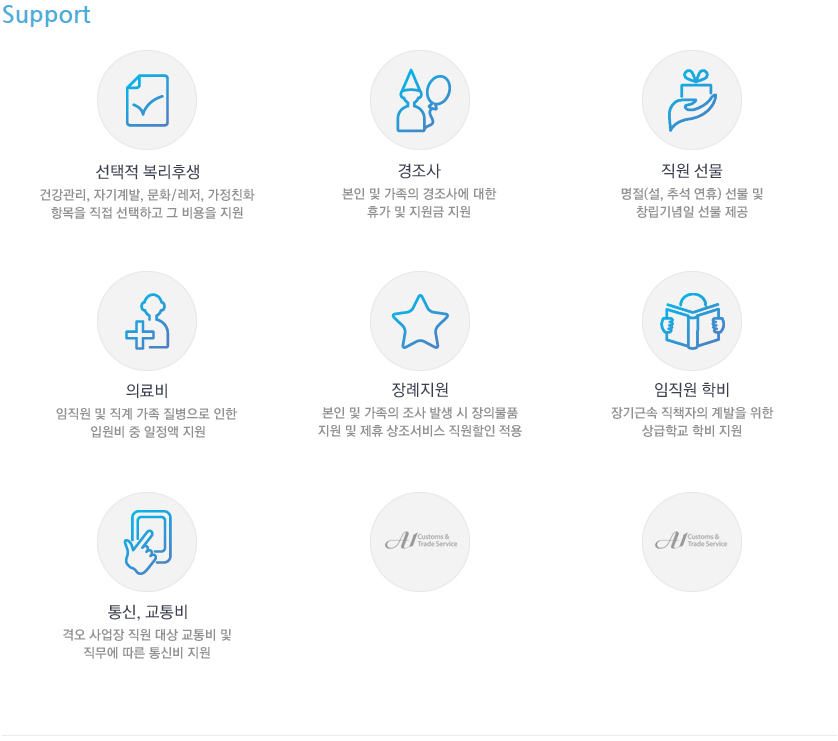 Support
선택적 복리후생
건강관리, 자기계발, 문화/레저, 가정친화
항목을 직접 선택하고 그 비용을 지원
경조사
본인 및 가족의 경조사에 대한
휴가 및 지원금 지원
직원 선물
명절(설, 추석 연휴) 선물 및
창립기념일 선물 제공
의료비
임직원 및 직계 가족 질병으로 인한
입원비 중 일정액 지원
장례지원
본인 및 가족의 조사 발생 시 장의물품
지원 및 제휴 상조서비스 직원할인 적용
임직원 학비
장기근속 직책자의 계발을 위한
상급학교 학비 지원
통신, 교통비
격오 사업장 직원 대상 교통비 및
직무에 따른 통신비 지원
A1 Customs &
Trade Service
A1 Customs &
Trade Service